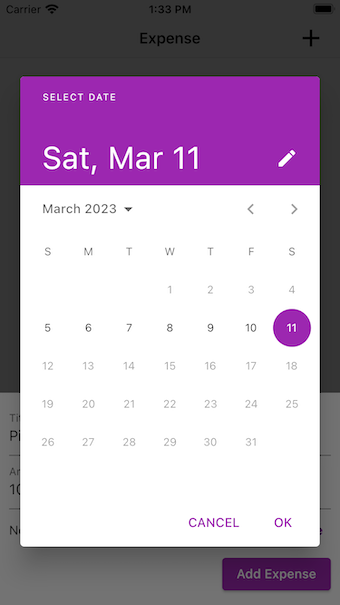 Carrier 1:33 PM
Expense
SELECT DATE
Sat, Mar 11
March 2023
S M T W T F S
1 2 3 4
5 6 7 8 9 10 11
12 13 14 15 16 17 18
19 20 21 22 23 24 25
26 27 28 29 30 31
CANCEL OK
Add Expense